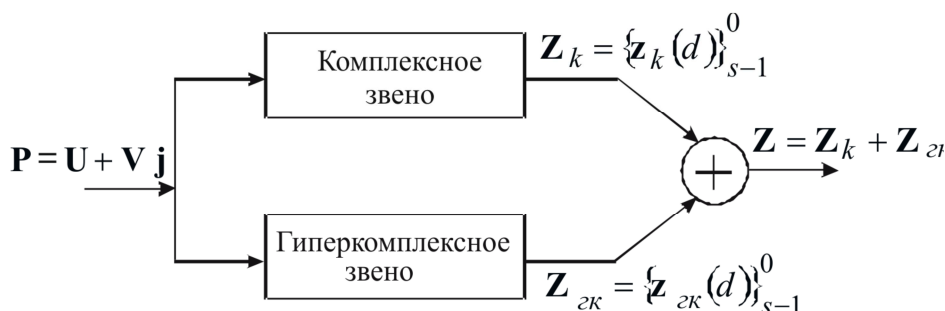 Комплексное
звено
Z_k = {z_k(d)}_{s-1}^0
P = U + V j
+
Z = Z_k + Z_гк
Гиперкомплексное
звено
Z_гк = {z_гк(d)}_{s-1}^0